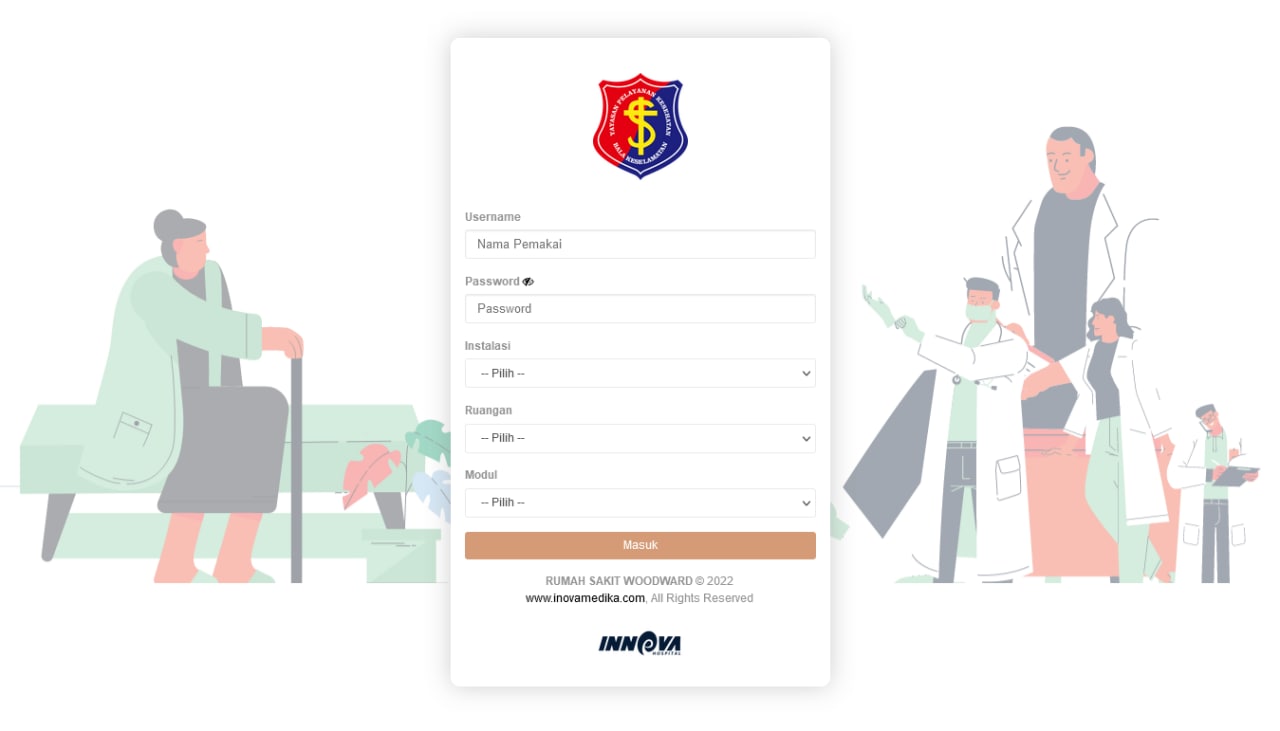 YAYASAN PELAYANAN KESEHATAN
BALA KESELAMATAN
Username
Nama Pemakai
Password
Password
Instalasi
-- Pilih --
Ruangan
-- Pilih --
Modul
-- Pilih --
Masuk
RUMAH SAKIT WOODWARD © 2022
www.inovamedika.com, All Rights Reserved
INNOVA
HOSPITAL